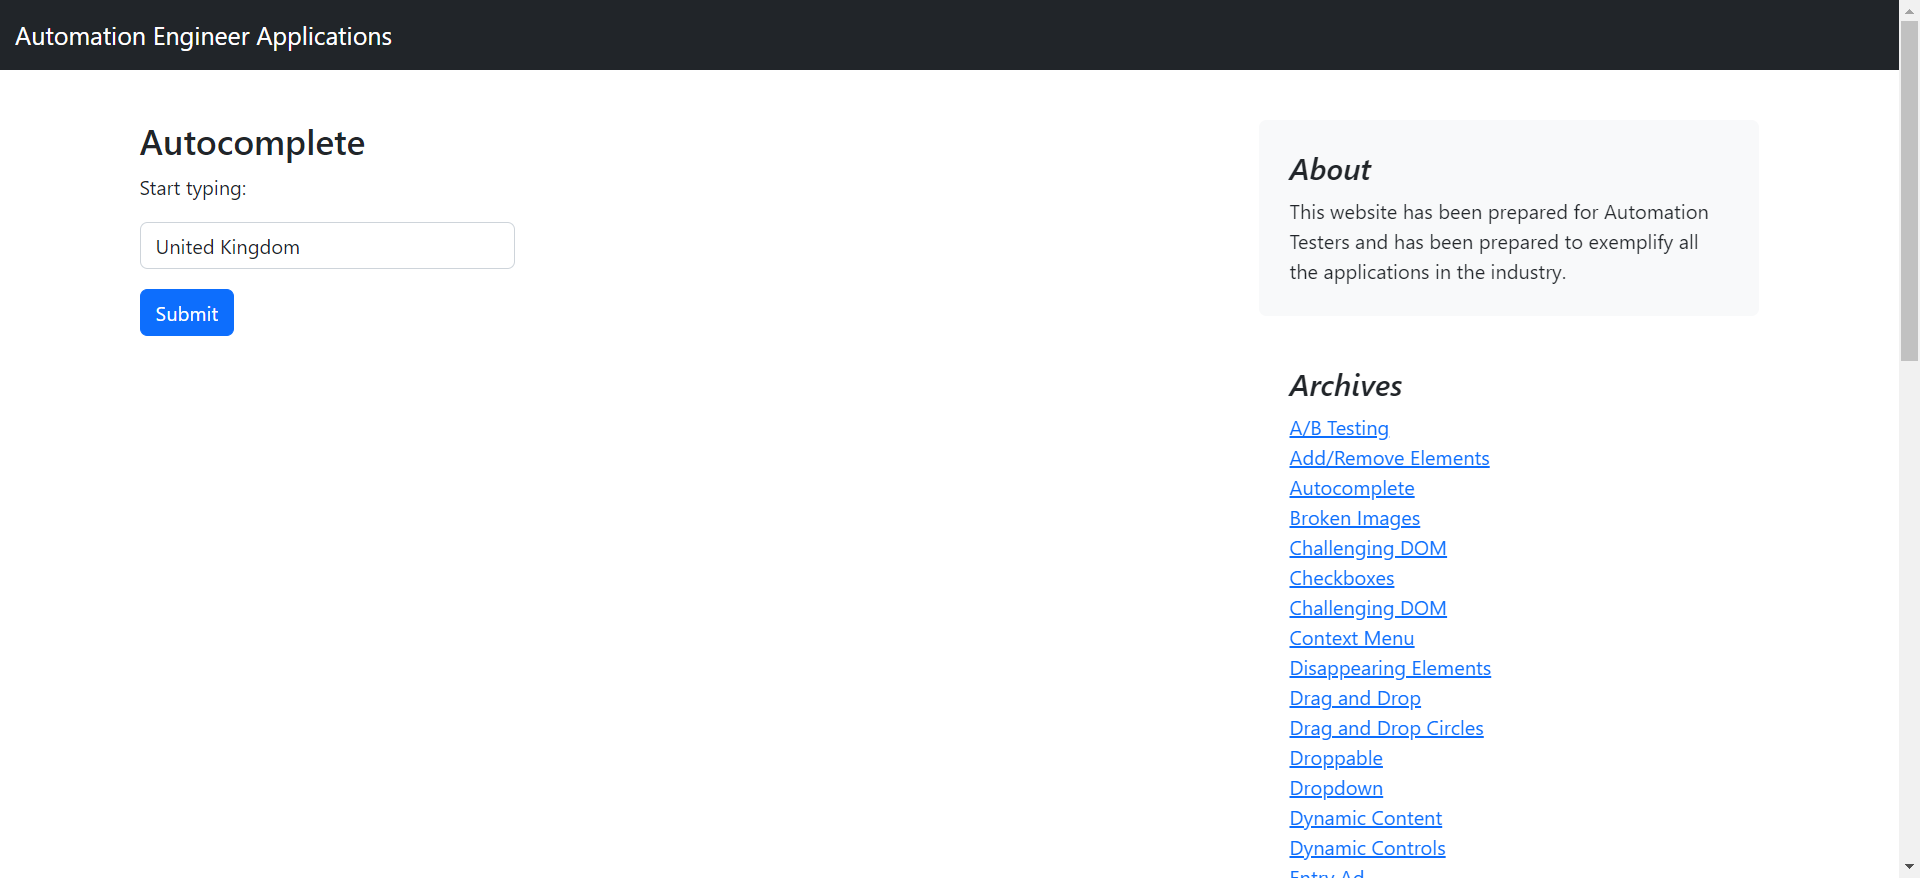 Automation Engineer Applications
Autocomplete
Start typing:
United Kingdom
Submit
About
This website has been prepared for Automation
Testers and has been prepared to exemplify all
the applications in the industry.
Archives
A/B Testing
Add/Remove Elements
Autocomplete
Broken Images
Challenging DOM
Checkboxes
Challenging DOM
Context Menu
Disappearing Elements
Drag and Drop
Drag and Drop Circles
Droppable
Dropdown
Dynamic Content
Dynamic Controls
Entry Ad